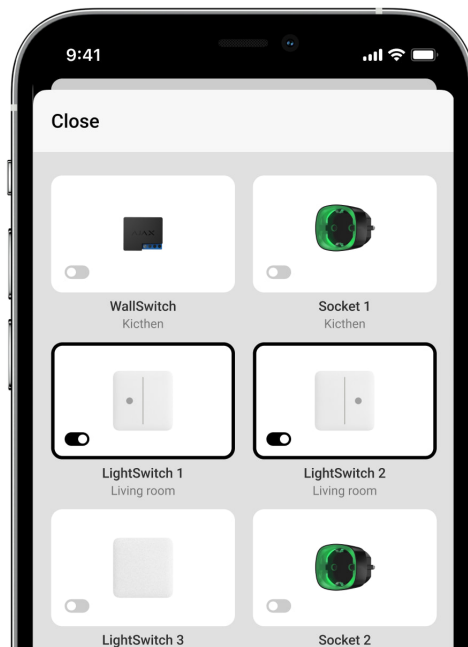 9:41
Close
AJAX
WallSwitch
Kicthen
Socket 1
Kicthen
LightSwitch 1
Living room
LightSwitch 2
Living room
LightSwitch 3
Socket 2